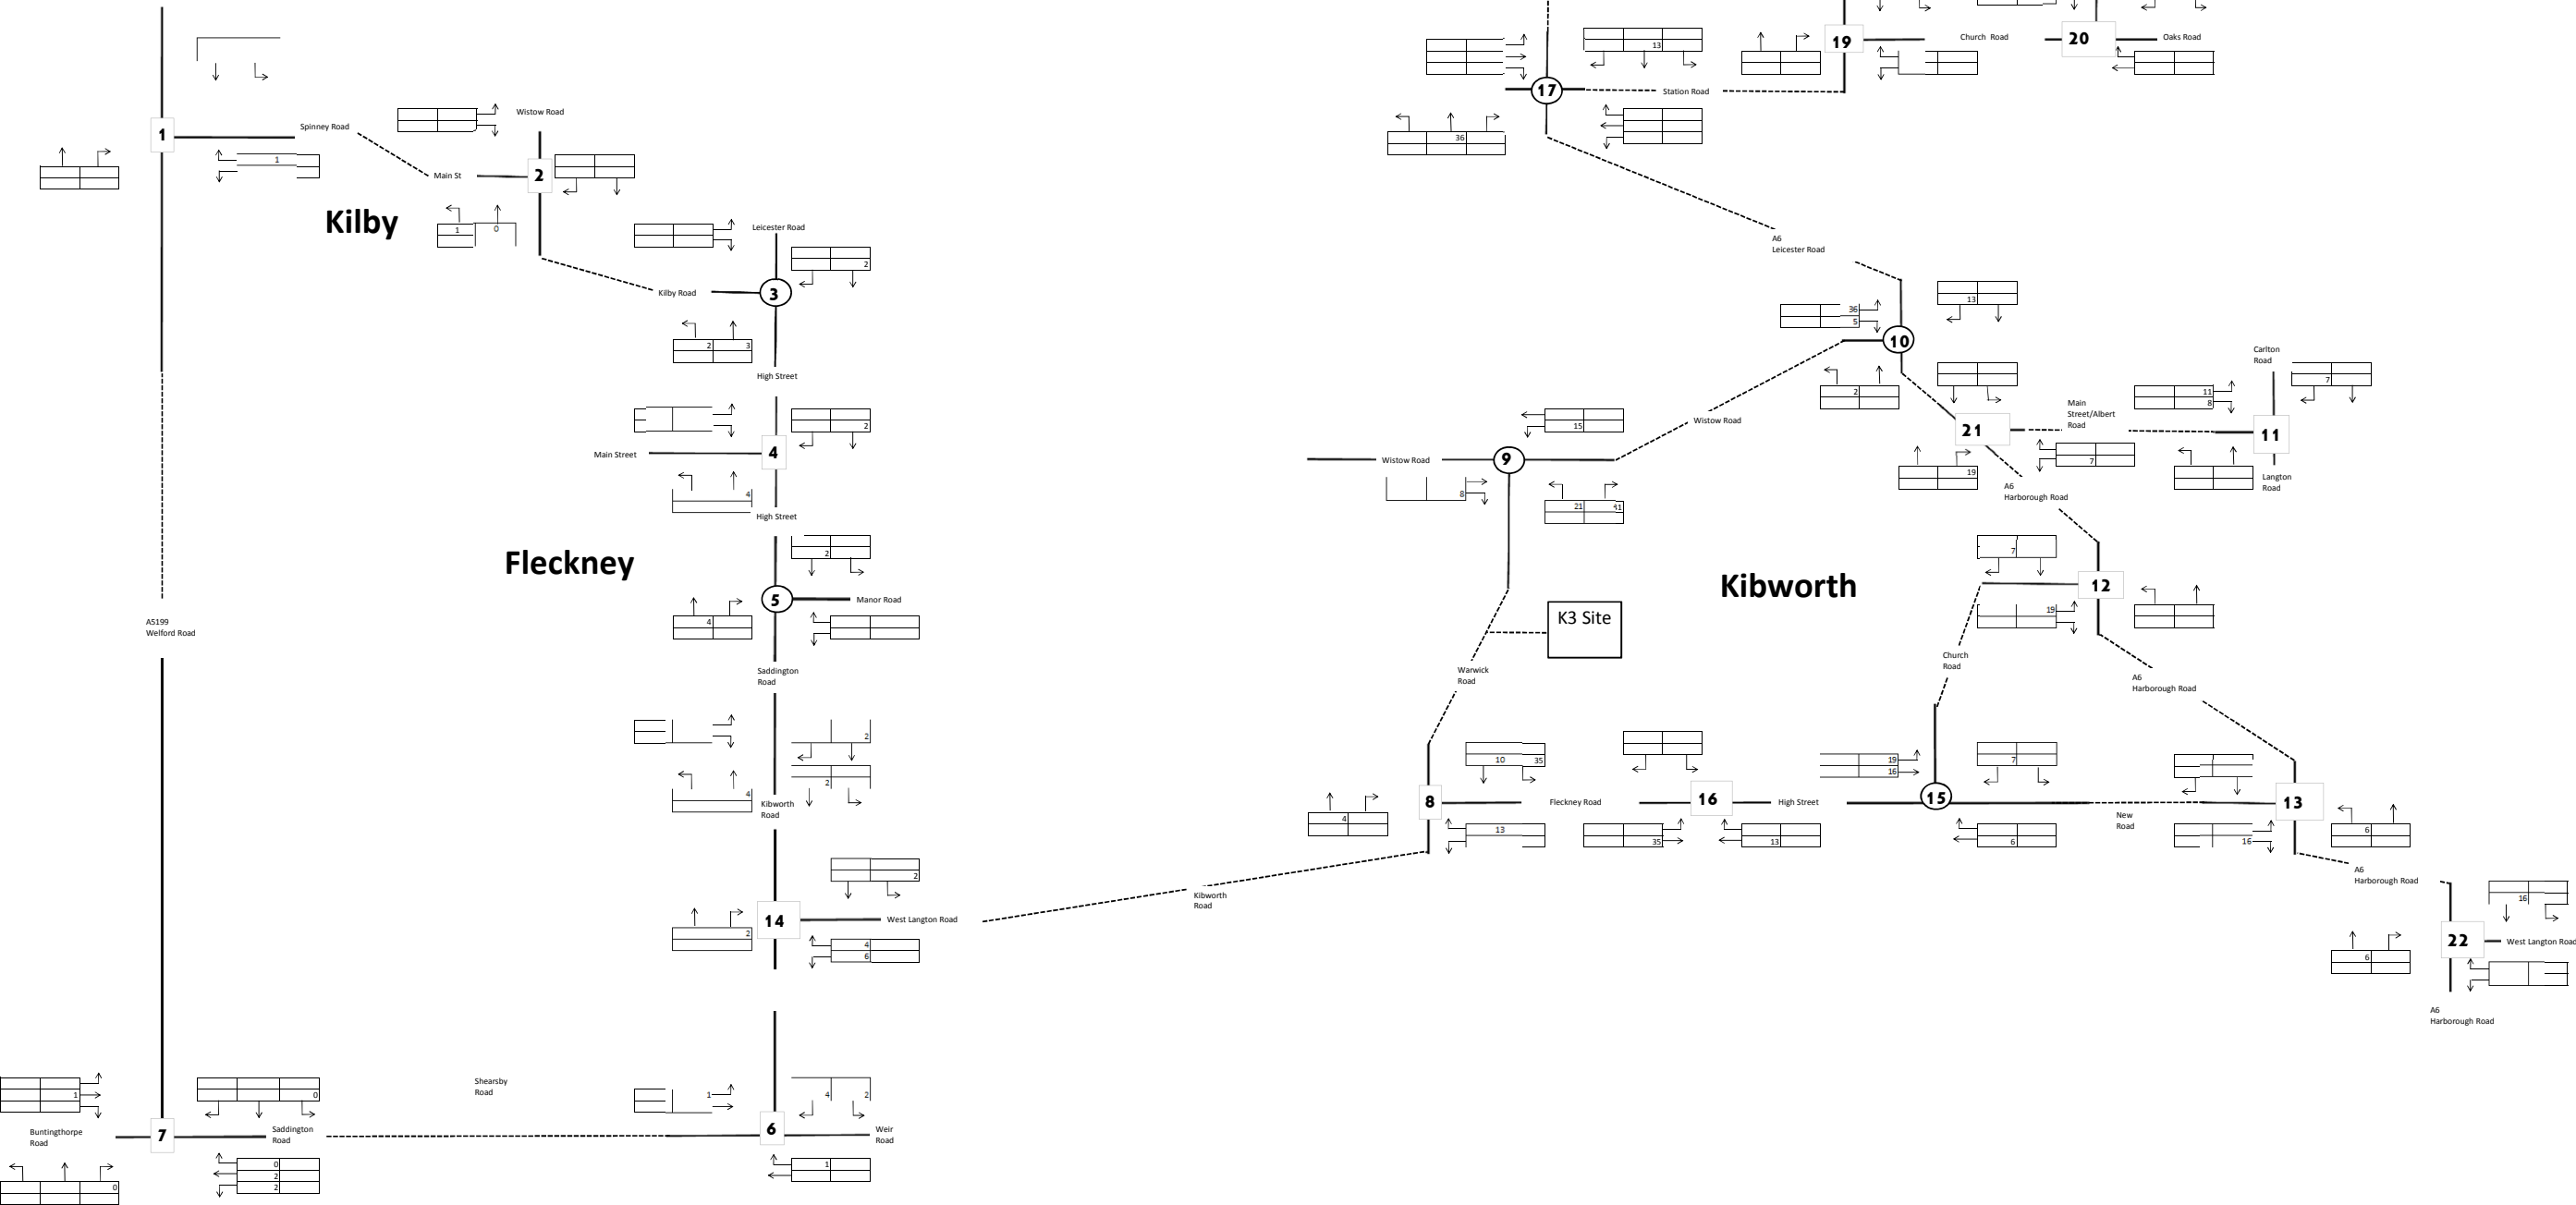 13
19
Church Road
20
Oaks Road
17
Station Road
36
Wistow Road
1
Spinney Road
1
Main St
2
Kilby
1
0
Leicester Road
2
A6
Leicester Road
Kilby Road
3
13
36
5
2
3
10
High Street
Carlton
Road
7
2
11
8
Main
Street/Albert
Road
2
15
Wistow Road
21
11
Main Street
4
Wistow Road
9
7
19
Langton
Road
4
8
21
41
A6
Harborough Road
High Street
2
7
Fleckney
Kibworth
12
5
Manor Road
19
4
K3 Site
A5199
Welford Road
Church
Road
Saddington
Road
Warwick
Road
A6
Harborough Road
2
10
35
7
19
16
2
4
Kibworth
Road
8
Fleckney Road
16
High Street
15
13
4
New
Road
13
35
13
6
16
6
2
A6
Harborough Road
Kibworth
Road
16
14
West Langton Road
2
22
West Langton Road
4
6
6
A6
Harborough Road
Shearsby
Road
1
0
1
4
2
Buntingthorpe
Road
7
Saddington
Road
6
Weir
Road
0
2
2
1
0